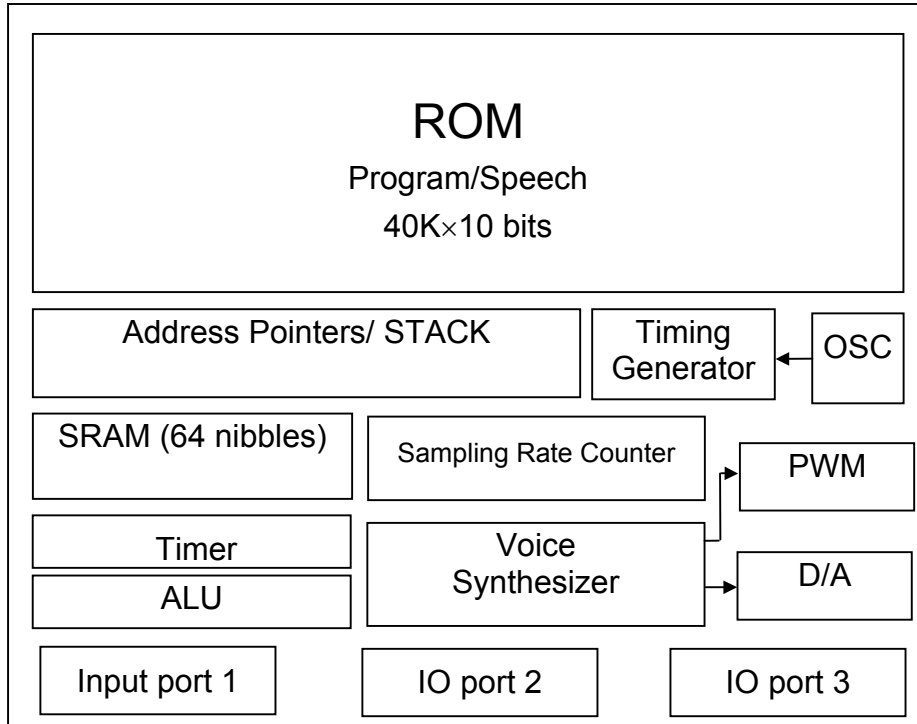 ROM
Program/Speech
40K×10 bits
Address Pointers/ STACK
Timing
Generator
OSC
SRAM (64 nibbles)
Sampling Rate Counter
PWM
Timer
Voice
Synthesizer
D/A
ALU
Input port 1
IO port 2
IO port 3